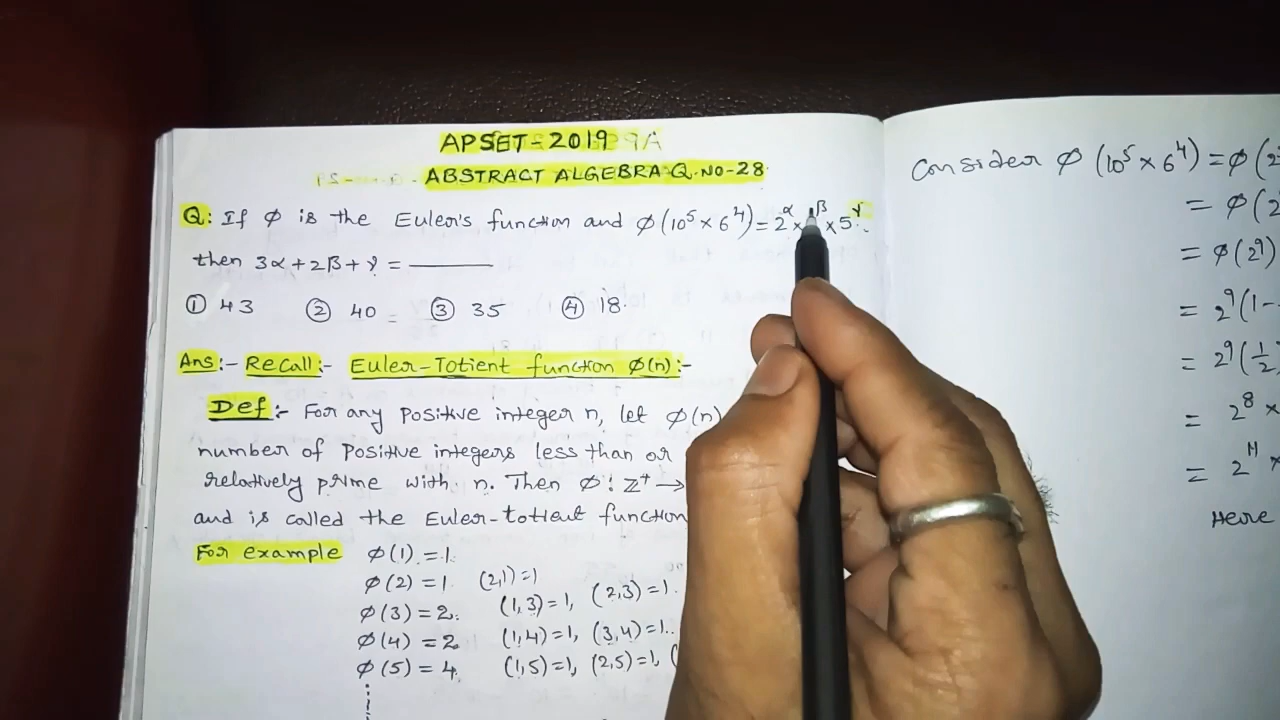 APSET-2019
ABSTRACT ALGEBRA Q.NO-28
Q: If φ is the Euler's function and φ(10⁵×6⁴)=2^α× ^β×5^γ.
then 3α+2β+γ = ______
① 43 ② 40 ③ 35 ④ 18.
Ans:- Recall:- Euler-Totient function φ(n):-
Def:- For any positive integer n, let φ(n)
number of positive integers less than or
relatively prime with n. Then φ: Z⁺ →
and is called the Euler-totient function
For example φ(1) = 1.
φ(2) = 1 (2,1)=1
φ(3) = 2. (1,3)=1, (2,3)=1.
φ(4) = 2 (1,4)=1, (3,4)=1..
φ(5) = 4. (1,5)=1, (2,5)=1, (
Consider φ(10⁵×6⁴) = φ(2
= φ(2
= φ(2⁹)
= 2⁹(1-
= 2⁹(1/2)
= 2⁸ ×
= 2¹¹ ×
Here